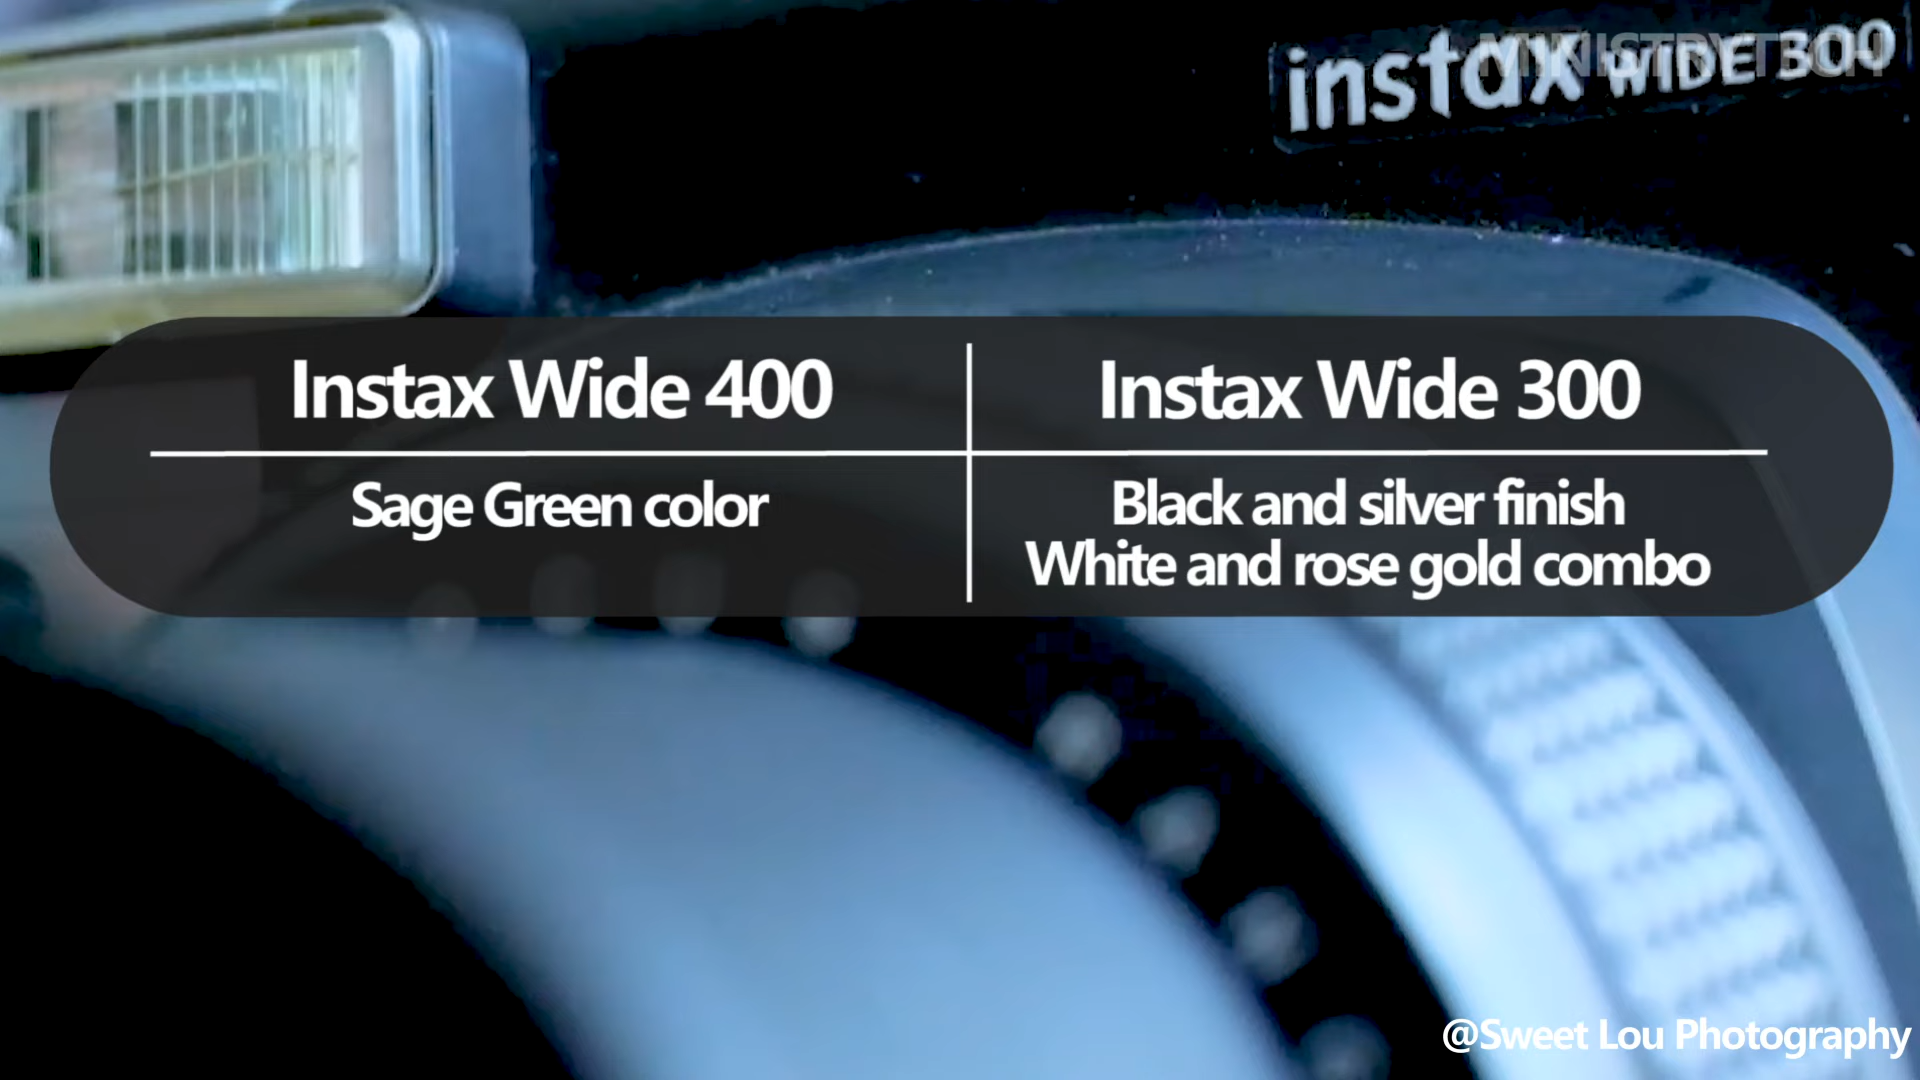 instax WIDE 300
MINISTRYTECH
Instax Wide 400
Instax Wide 300
Sage Green color
Black and silver finish
White and rose gold combo
@Sweet Lou Photography